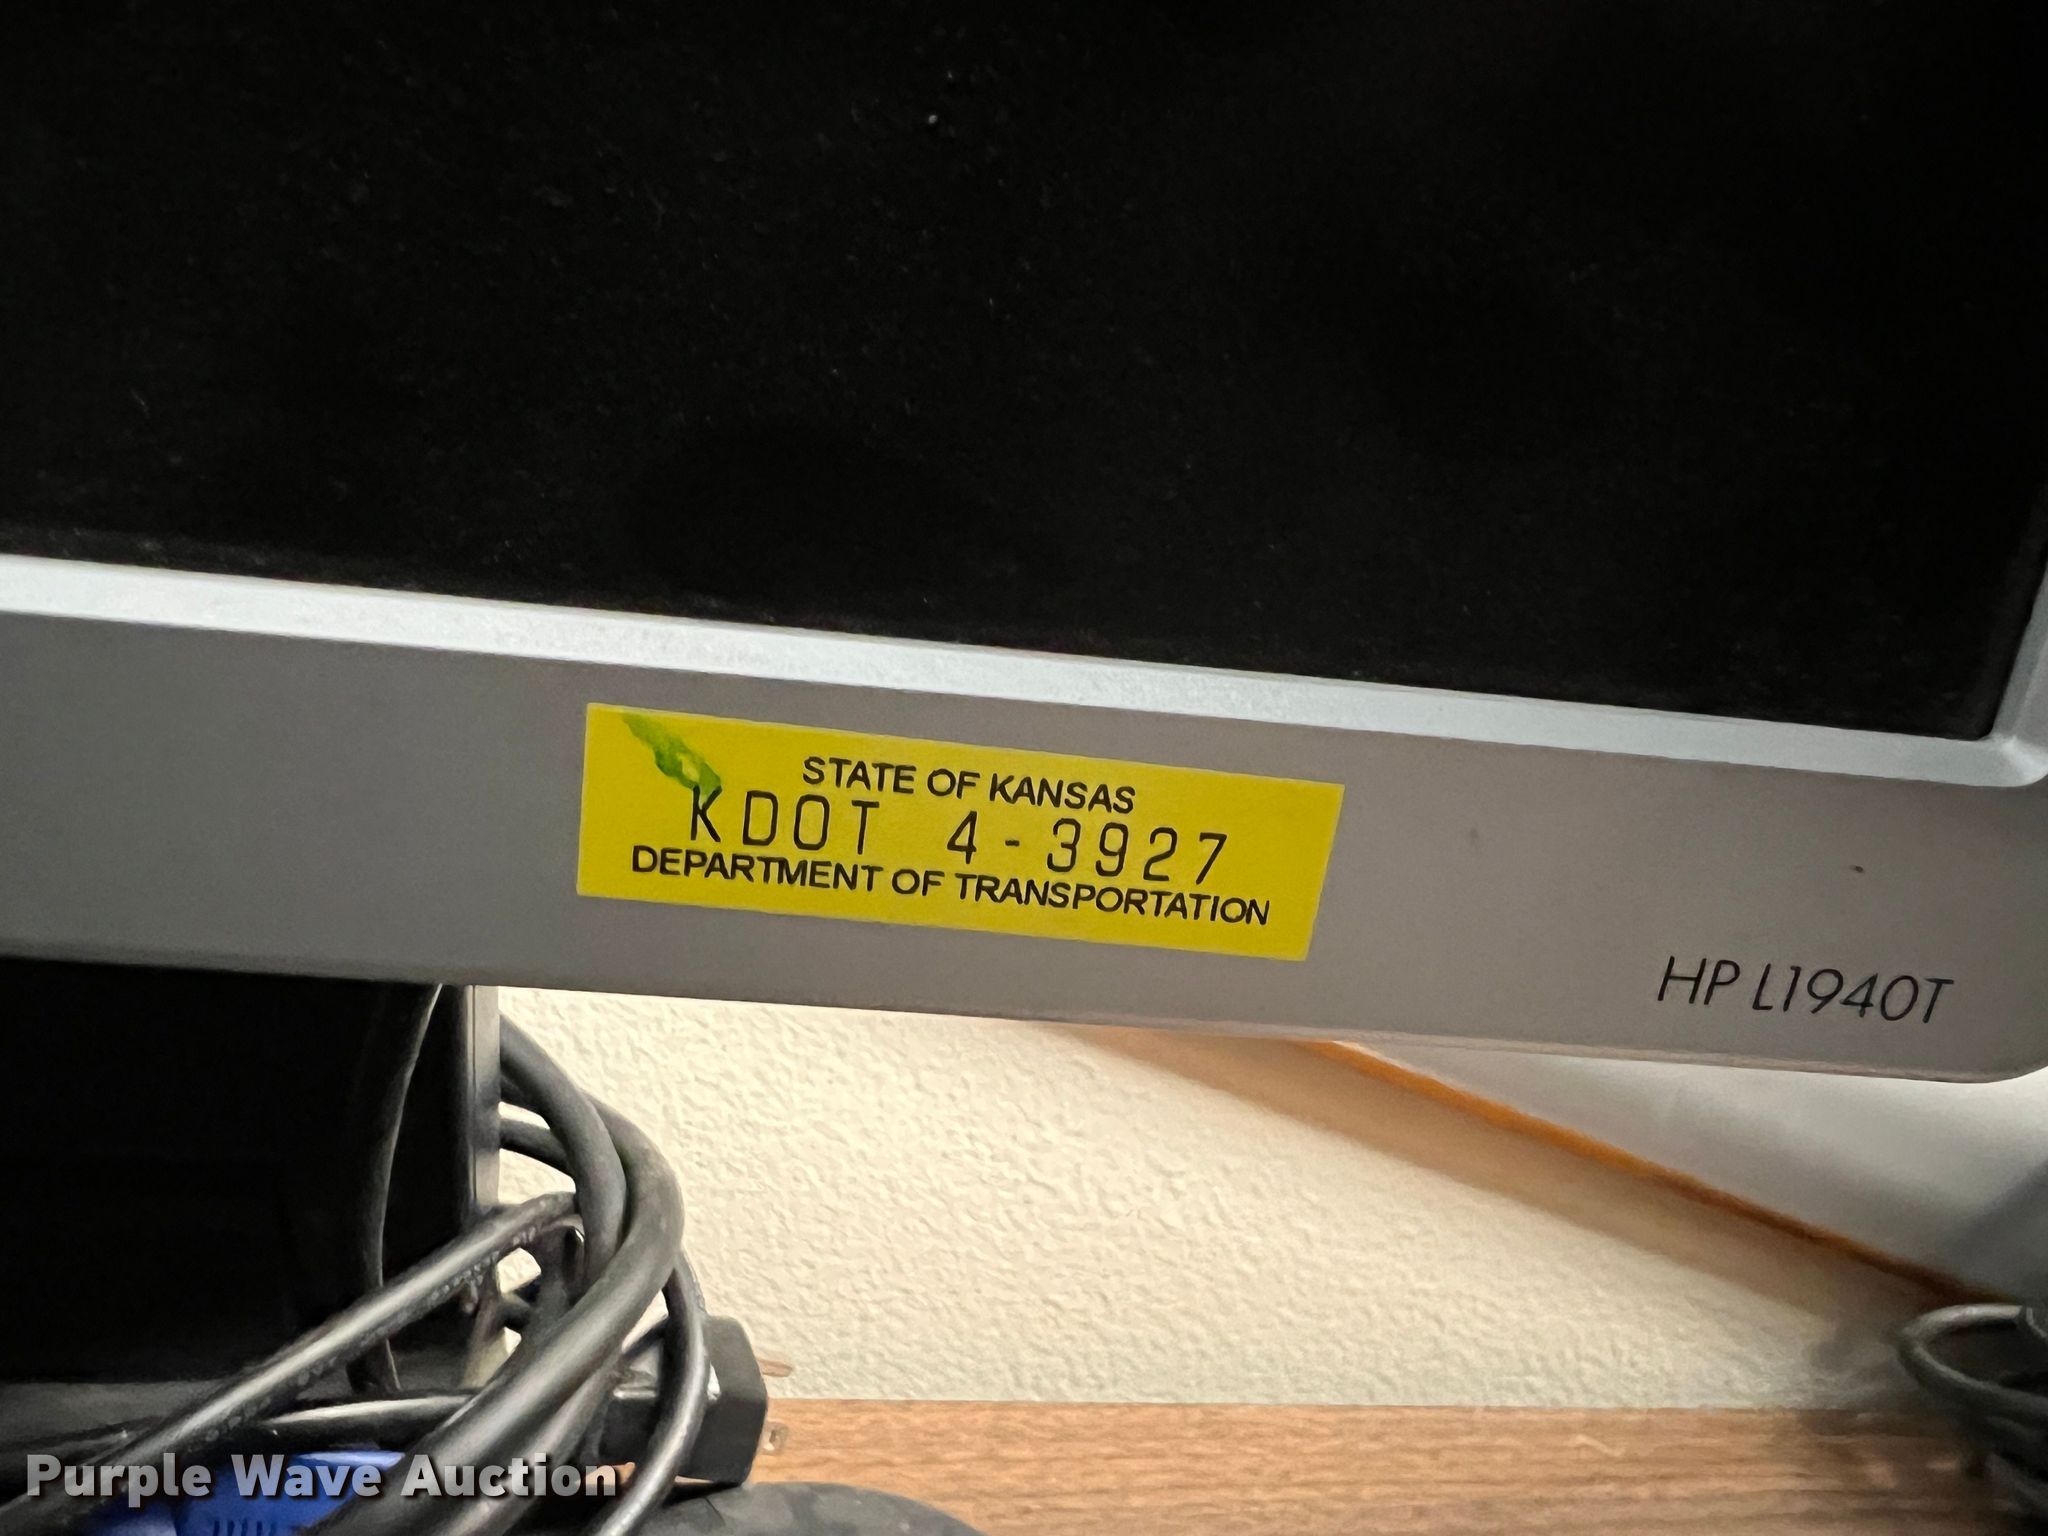 STATE OF KANSAS
KDOT 4-3927
DEPARTMENT OF TRANSPORTATION
HP L1940T
Purple Wave Auction